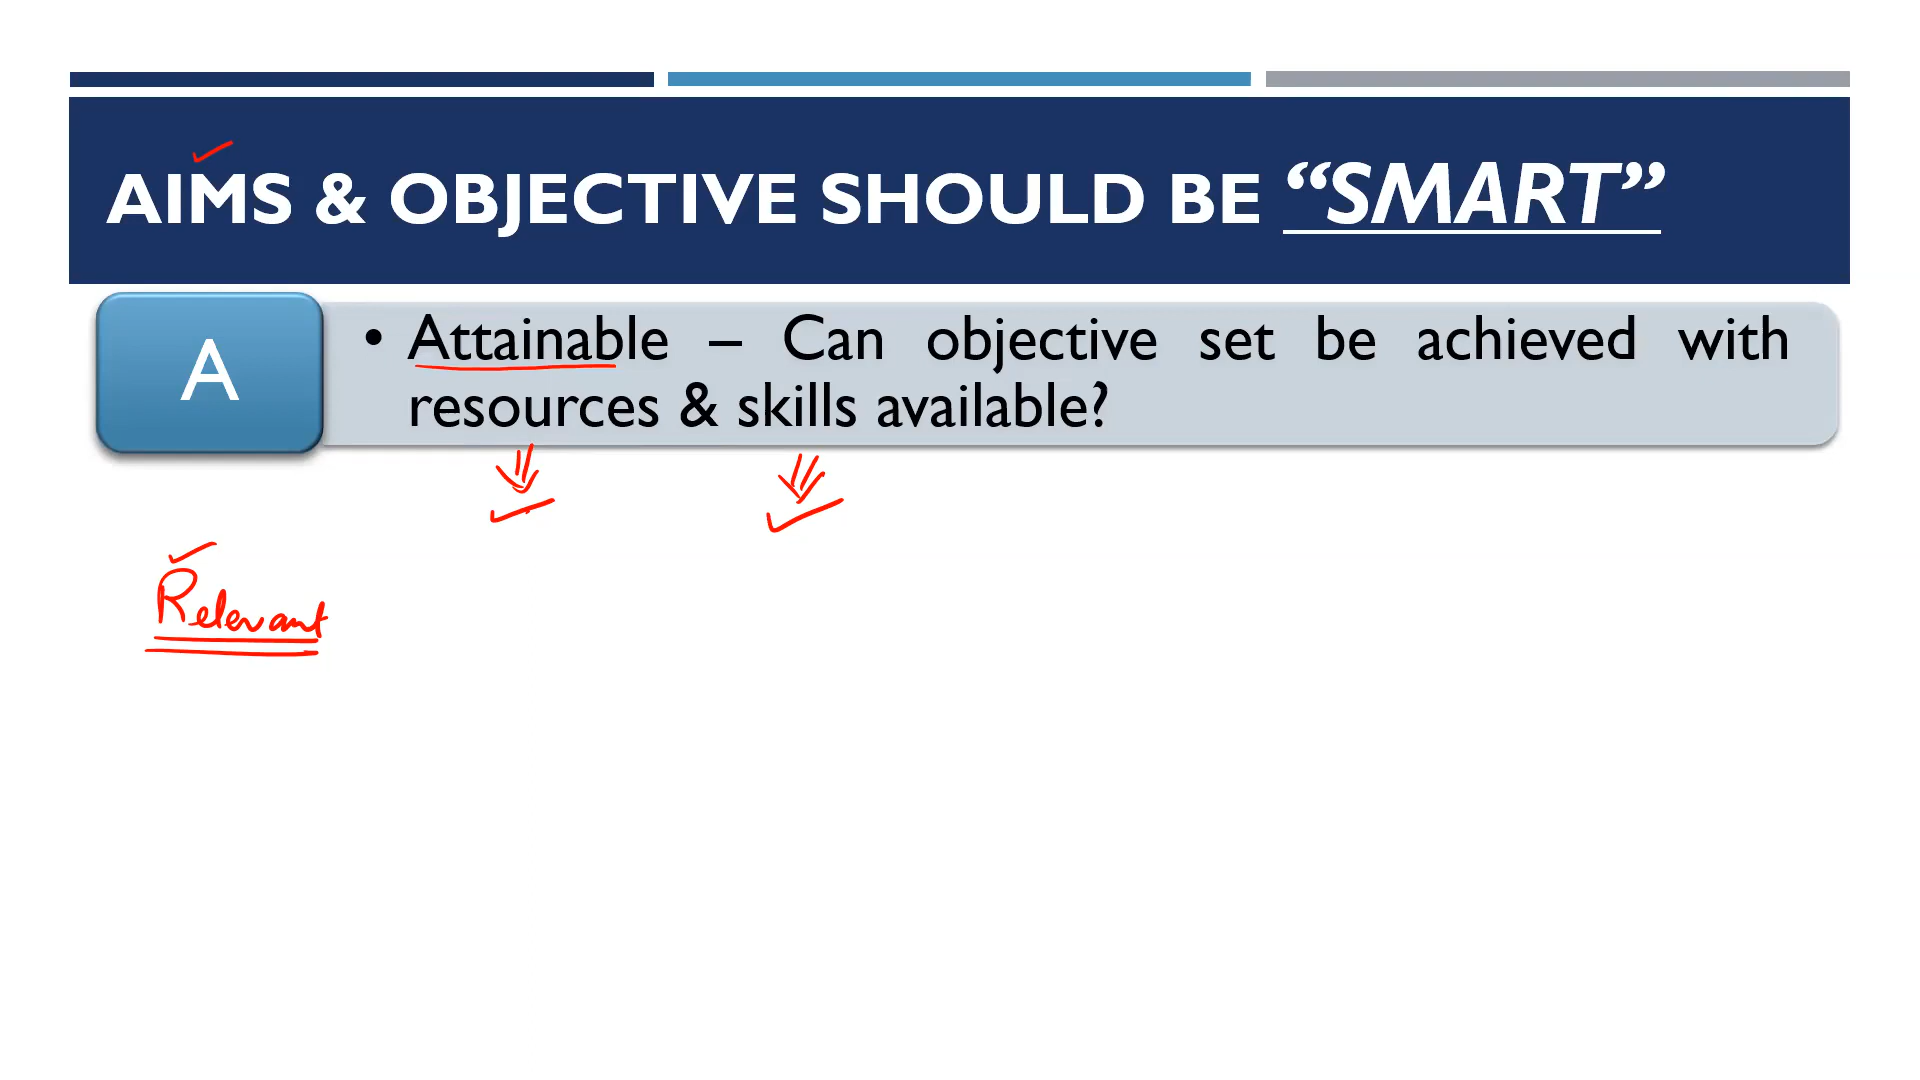 AIMS & OBJECTIVE SHOULD BE “SMART”
A
• Attainable – Can objective set be achieved with
resources & skills available?
Relevant